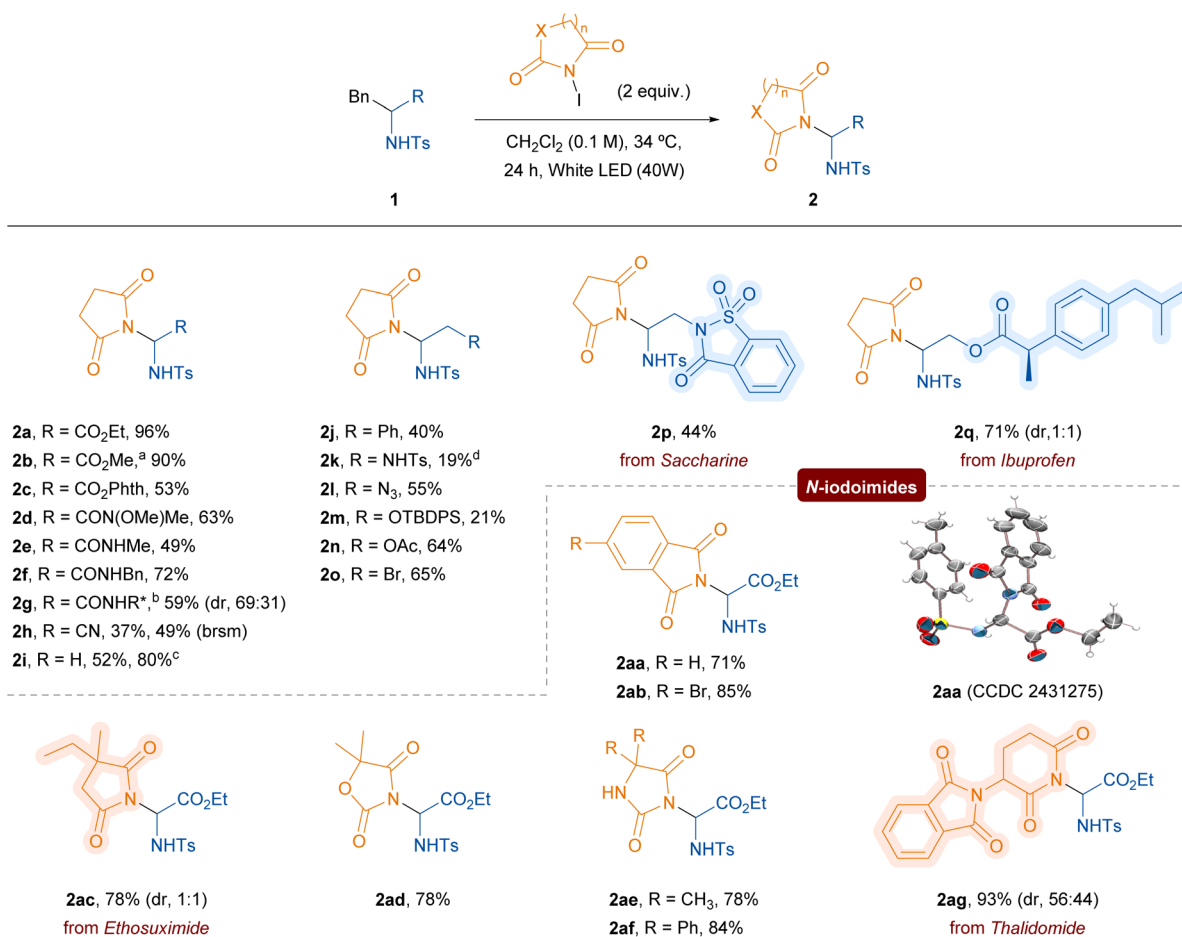 X
( )n
O
O
N
I
(2 equiv.)
Bn
R
NHTs
CH2Cl2 (0.1 M), 34 ºC,
24 h, White LED (40W)
1
O
( )n
X
N
R
O
NHTs
2
O
N
R
O
NHTs
2a, R = CO2Et, 96%
2b, R = CO2Me,a 90%
2c, R = CO2Phth, 53%
2d, R = CON(OMe)Me, 63%
2e, R = CONHMe, 49%
2f, R = CONHBn, 72%
2g, R = CONHR*,b 59% (dr, 69:31)
2h, R = CN, 37%, 49% (brsm)
2i, R = H, 52%, 80%c
O
N
R
O
NHTs
2j, R = Ph, 40%
2k, R = NHTs, 19%d
2l, R = N3, 55%
2m, R = OTBDPS, 21%
2n, R = OAc, 64%
2o, R = Br, 65%
O
N
O
NHTs
O
O
S
N
O
2p, 44%
from Saccharine
O
N
O
NHTs
O
O
2q, 71% (dr,1:1)
from Ibuprofen
N-iodoimides
R
O
N
CO2Et
O
NHTs
2aa, R = H, 71%
2ab, R = Br, 85%
2aa (CCDC 2431275)
O
N
CO2Et
O
NHTs
2ac, 78% (dr, 1:1)
from Ethosuximide
O
O
N
CO2Et
O
NHTs
2ad, 78%
R
R
O
HN
N
CO2Et
O
NHTs
2ae, R = CH3, 78%
2af, R = Ph, 84%
O
O
N
N
CO2Et
O
O
NHTs
2ag, 93% (dr, 56:44)
from Thalidomide